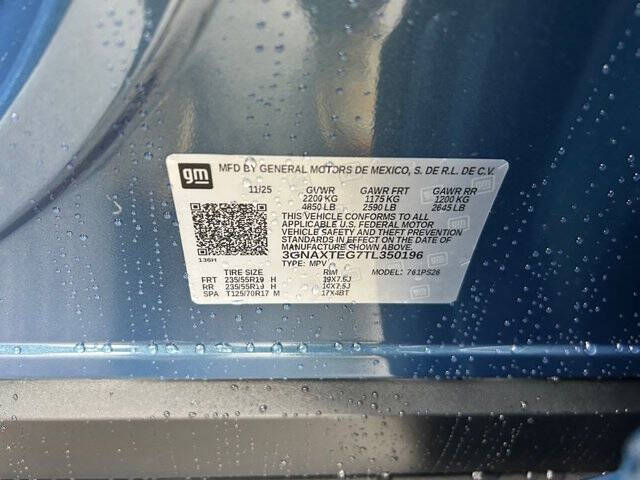 gm
MFD BY GENERAL MOTORS DE MEXICO, S. DE R.L. DE C.V.
11/25 GVWR GAWR FRT GAWR RR
2200 KG 1175 KG 1200 KG
4850 LB 2590 LB 2645 LB
THIS VEHICLE CONFORMS TO ALL
APPLICABLE U.S. FEDERAL MOTOR
VEHICLE SAFETY AND THEFT PREVENTION
STANDARDS IN EFFECT ON THE DATE OF
MANUFACTURE SHOWN ABOVE.
3GNAXTEG7TL350196
136H TYPE: MPV MODEL: 761PS26
TIRE SIZE RIM
FRT 235/55R19 H 19X7.5J
RR 235/55R19 H 19X7.5J
SPA T125/70R17 M 17X4BT